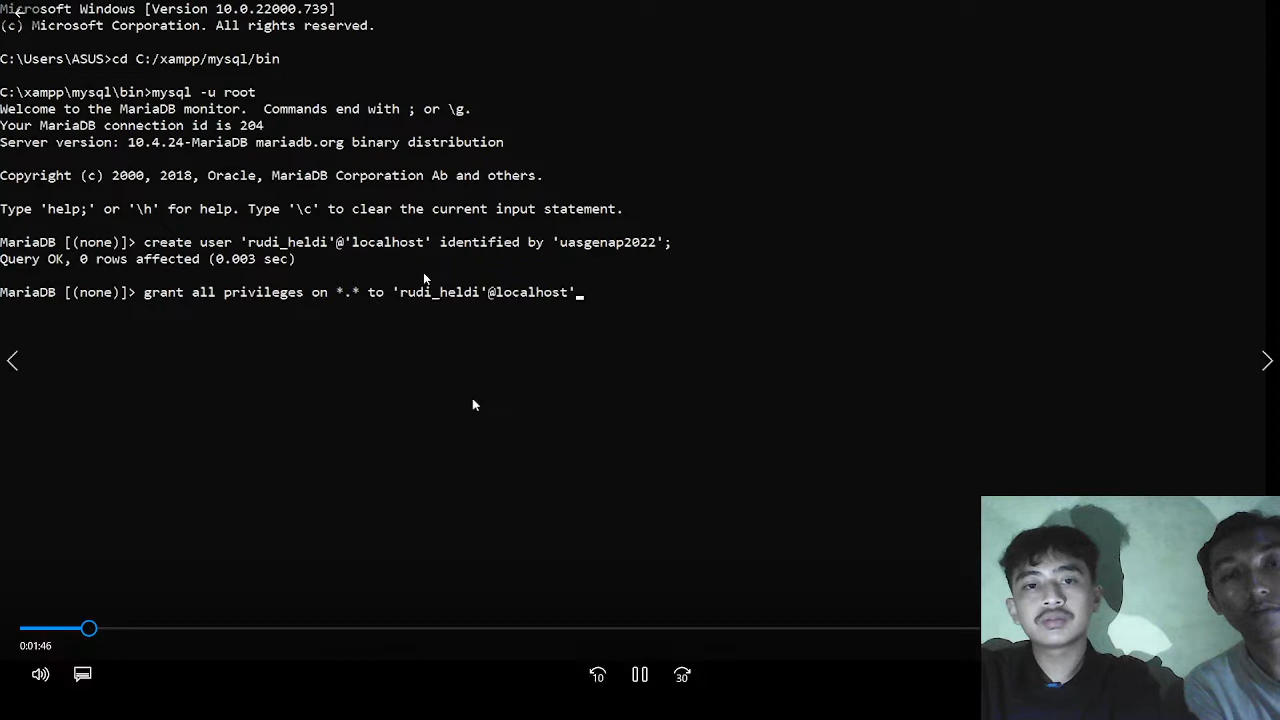 Microsoft Windows [Version 10.0.22000.739]
(c) Microsoft Corporation. All rights reserved.
C:\Users\ASUS>cd C:/xampp/mysql/bin
C:\xampp\mysql\bin>mysql -u root
Welcome to the MariaDB monitor.  Commands end with ; or \g.
Your MariaDB connection id is 204
Server version: 10.4.24-MariaDB mariadb.org binary distribution
Copyright (c) 2000, 2018, Oracle, MariaDB Corporation Ab and others.
Type 'help;' or '\h' for help. Type '\c' to clear the current input statement.
MariaDB [(none)]> create user 'rudi_heldi'@'localhost' identified by 'uasgenap2022';
Query OK, 0 rows affected (0.003 sec)
MariaDB [(none)]> grant all privileges on *.* to 'rudi_heldi'@localhost'
0:01:46
10
30